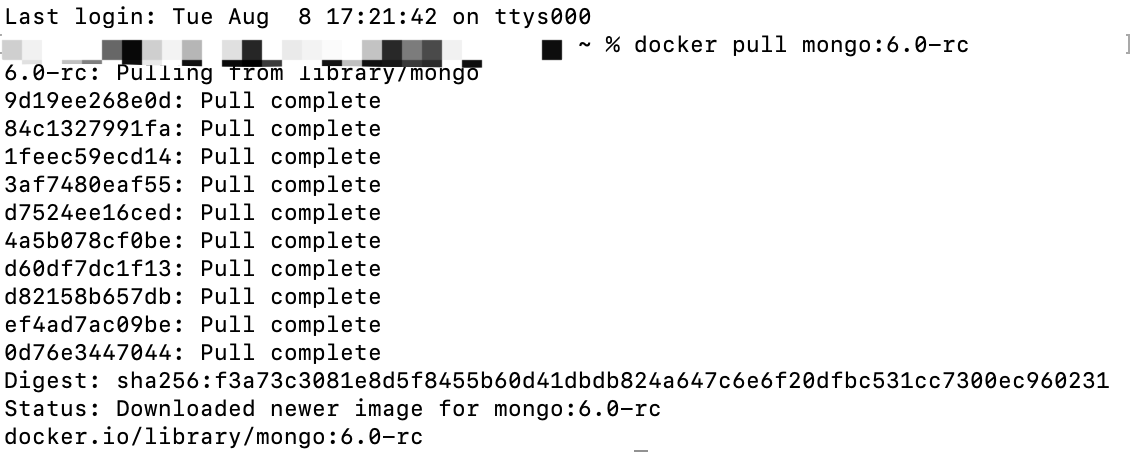 Last login: Tue Aug  8 17:21:42 on ttys000
~ % docker pull mongo:6.0-rc
6.0-rc: Pulling from library/mongo
9d19ee268e0d: Pull complete
84c1327991fa: Pull complete
1feec59ecd14: Pull complete
3af7480eaf55: Pull complete
d7524ee16ced: Pull complete
4a5b078cf0be: Pull complete
d60df7dc1f13: Pull complete
d82158b657db: Pull complete
ef4ad7ac09be: Pull complete
0d76e3447044: Pull complete
Digest: sha256:f3a73c3081e8d5f8455b60d41dbdb824a647c6e6f20dfbc531cc7300ec960231
Status: Downloaded newer image for mongo:6.0-rc
docker.io/library/mongo:6.0-rc